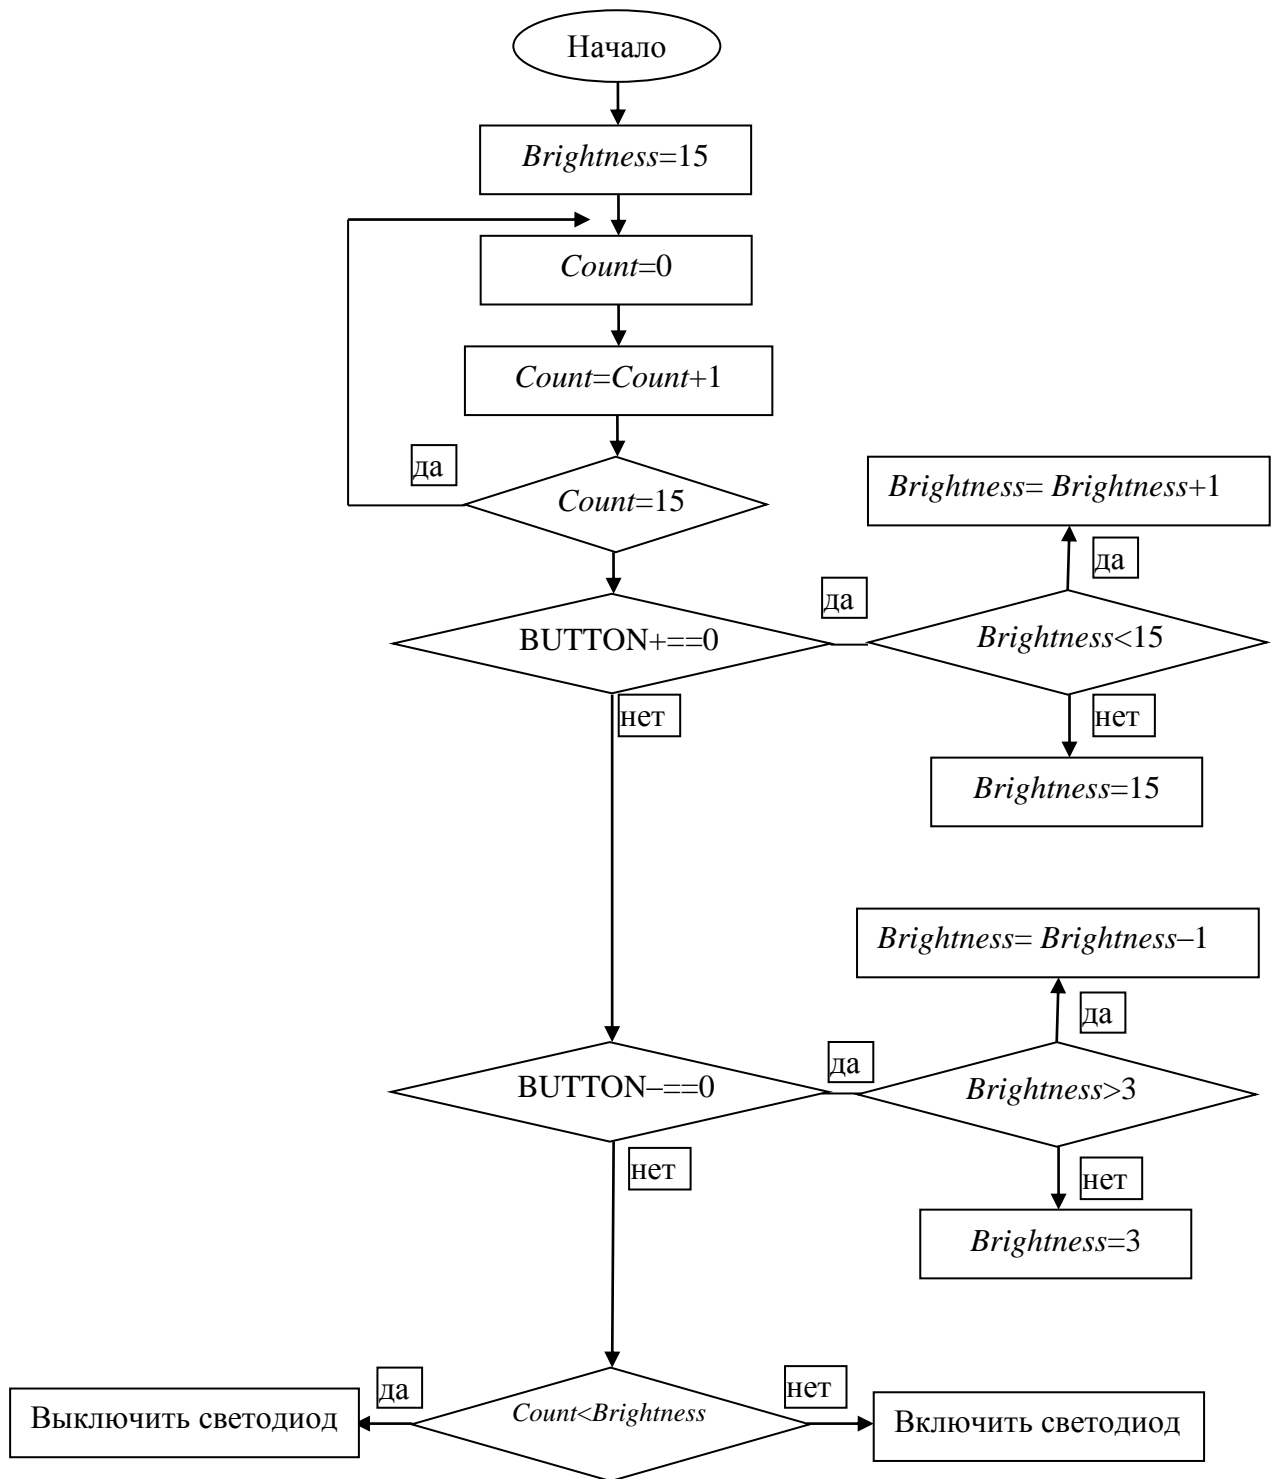 Начало
Brightness=15
Count=0
Count=Count+1
да
Count=15
Brightness= Brightness+1
да
да
BUTTON+==0
Brightness<15
нет
нет
Brightness=15
Brightness= Brightness–1
да
да
BUTTON–==0
Brightness>3
нет
нет
Brightness=3
да
нет
Выключить светодиод
Count<Brightness
Включить светодиод